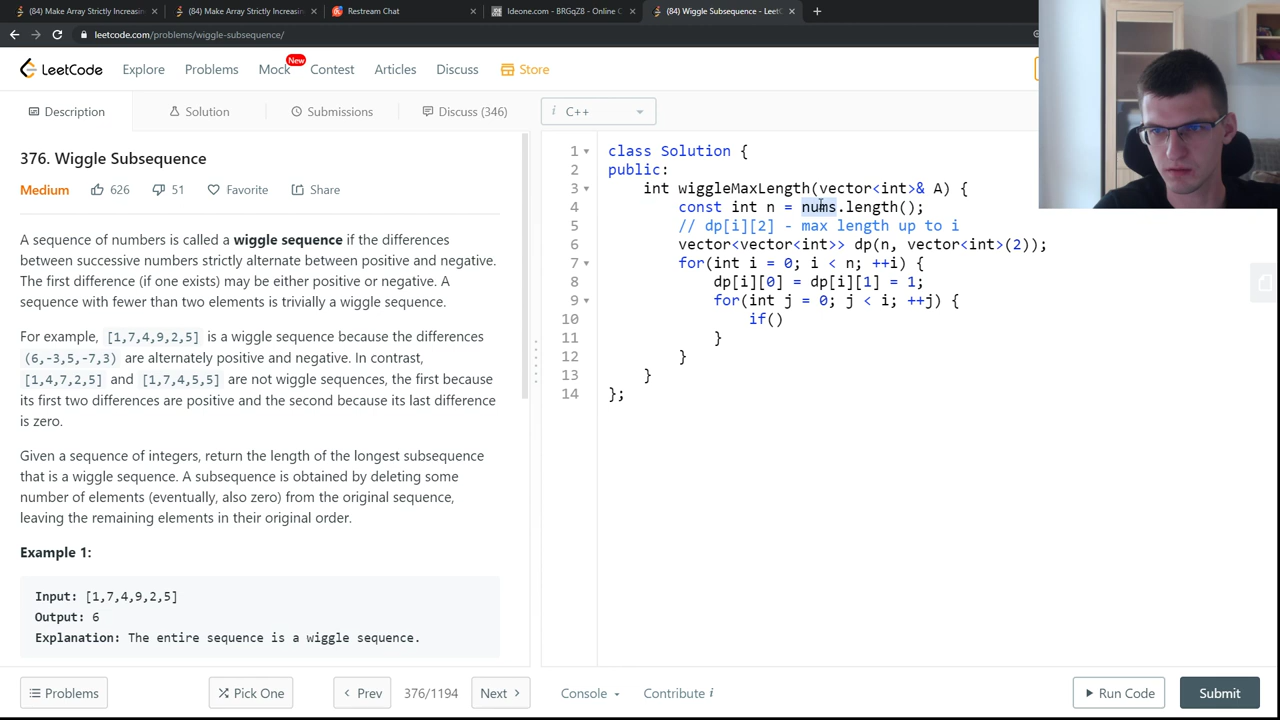 (84) Make Array Strictly Increasin
(84) Make Array Strictly Increasin
Restream Chat
Ideone.com - BRGqZ8 - Online C
(84) Wiggle Subsequence - LeetC
leetcode.com/problems/wiggle-subsequence/
LeetCode
Explore
Problems
Mock
New
Contest
Articles
Discuss
Store
Description
Solution
Submissions
Discuss (346)
i C++
376. Wiggle Subsequence
Medium
626
51
Favorite
Share
A sequence of numbers is called a wiggle sequence if the differences
between successive numbers strictly alternate between positive and negative.
The first difference (if one exists) may be either positive or negative. A
sequence with fewer than two elements is trivially a wiggle sequence.
For example, [1,7,4,9,2,5] is a wiggle sequence because the differences
(6,-3,5,-7,3) are alternately positive and negative. In contrast,
[1,4,7,2,5] and [1,7,4,5,5] are not wiggle sequences, the first because
its first two differences are positive and the second because its last difference
is zero.
Given a sequence of integers, return the length of the longest subsequence
that is a wiggle sequence. A subsequence is obtained by deleting some
number of elements (eventually, also zero) from the original sequence,
leaving the remaining elements in their original order.
Example 1:
Input: [1,7,4,9,2,5]
Output: 6
Explanation: The entire sequence is a wiggle sequence.
1 class Solution {
2 public:
3 int wiggleMaxLength(vector<int>& A) {
4 const int n = nums.length();
5 // dp[i][2] - max length up to i
6 vector<vector<int>> dp(n, vector<int>(2));
7 for(int i = 0; i < n; ++i) {
8 dp[i][0] = dp[i][1] = 1;
9 for(int j = 0; j < i; ++j) {
10 if()
11 }
12 }
13 }
14 };
Problems
Pick One
Prev
376/1194
Next
Console
Contribute i
Run Code
Submit